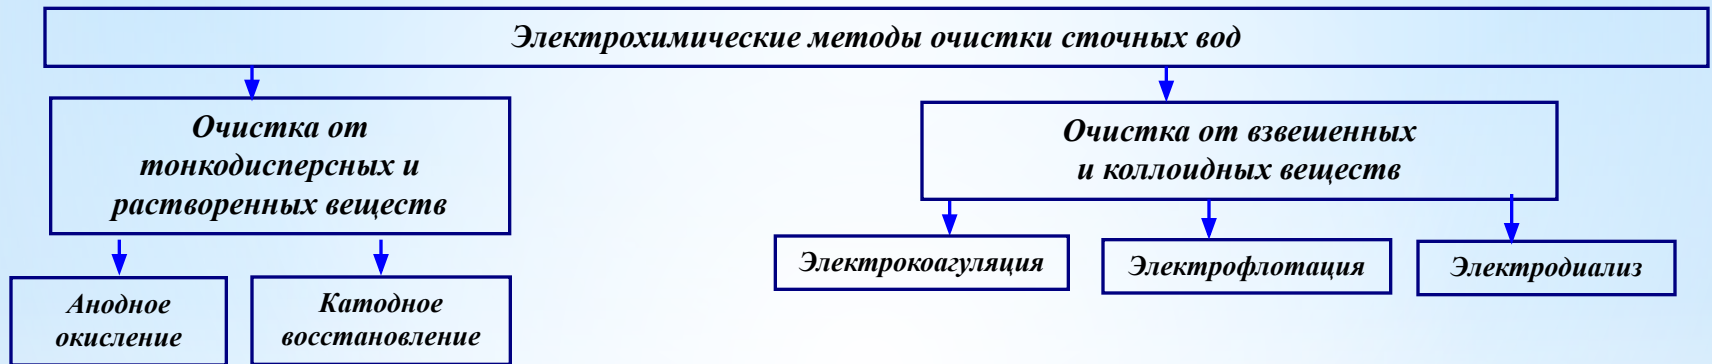 Электрохимические методы очистки сточных вод
Очистка от
тонкодисперсных и
растворенных веществ
Очистка от взвешенных
и коллоидных веществ
Анодное
окисление
Катодное
восстановление
Электрокоагуляция
Электрофлотация
Электродиализ